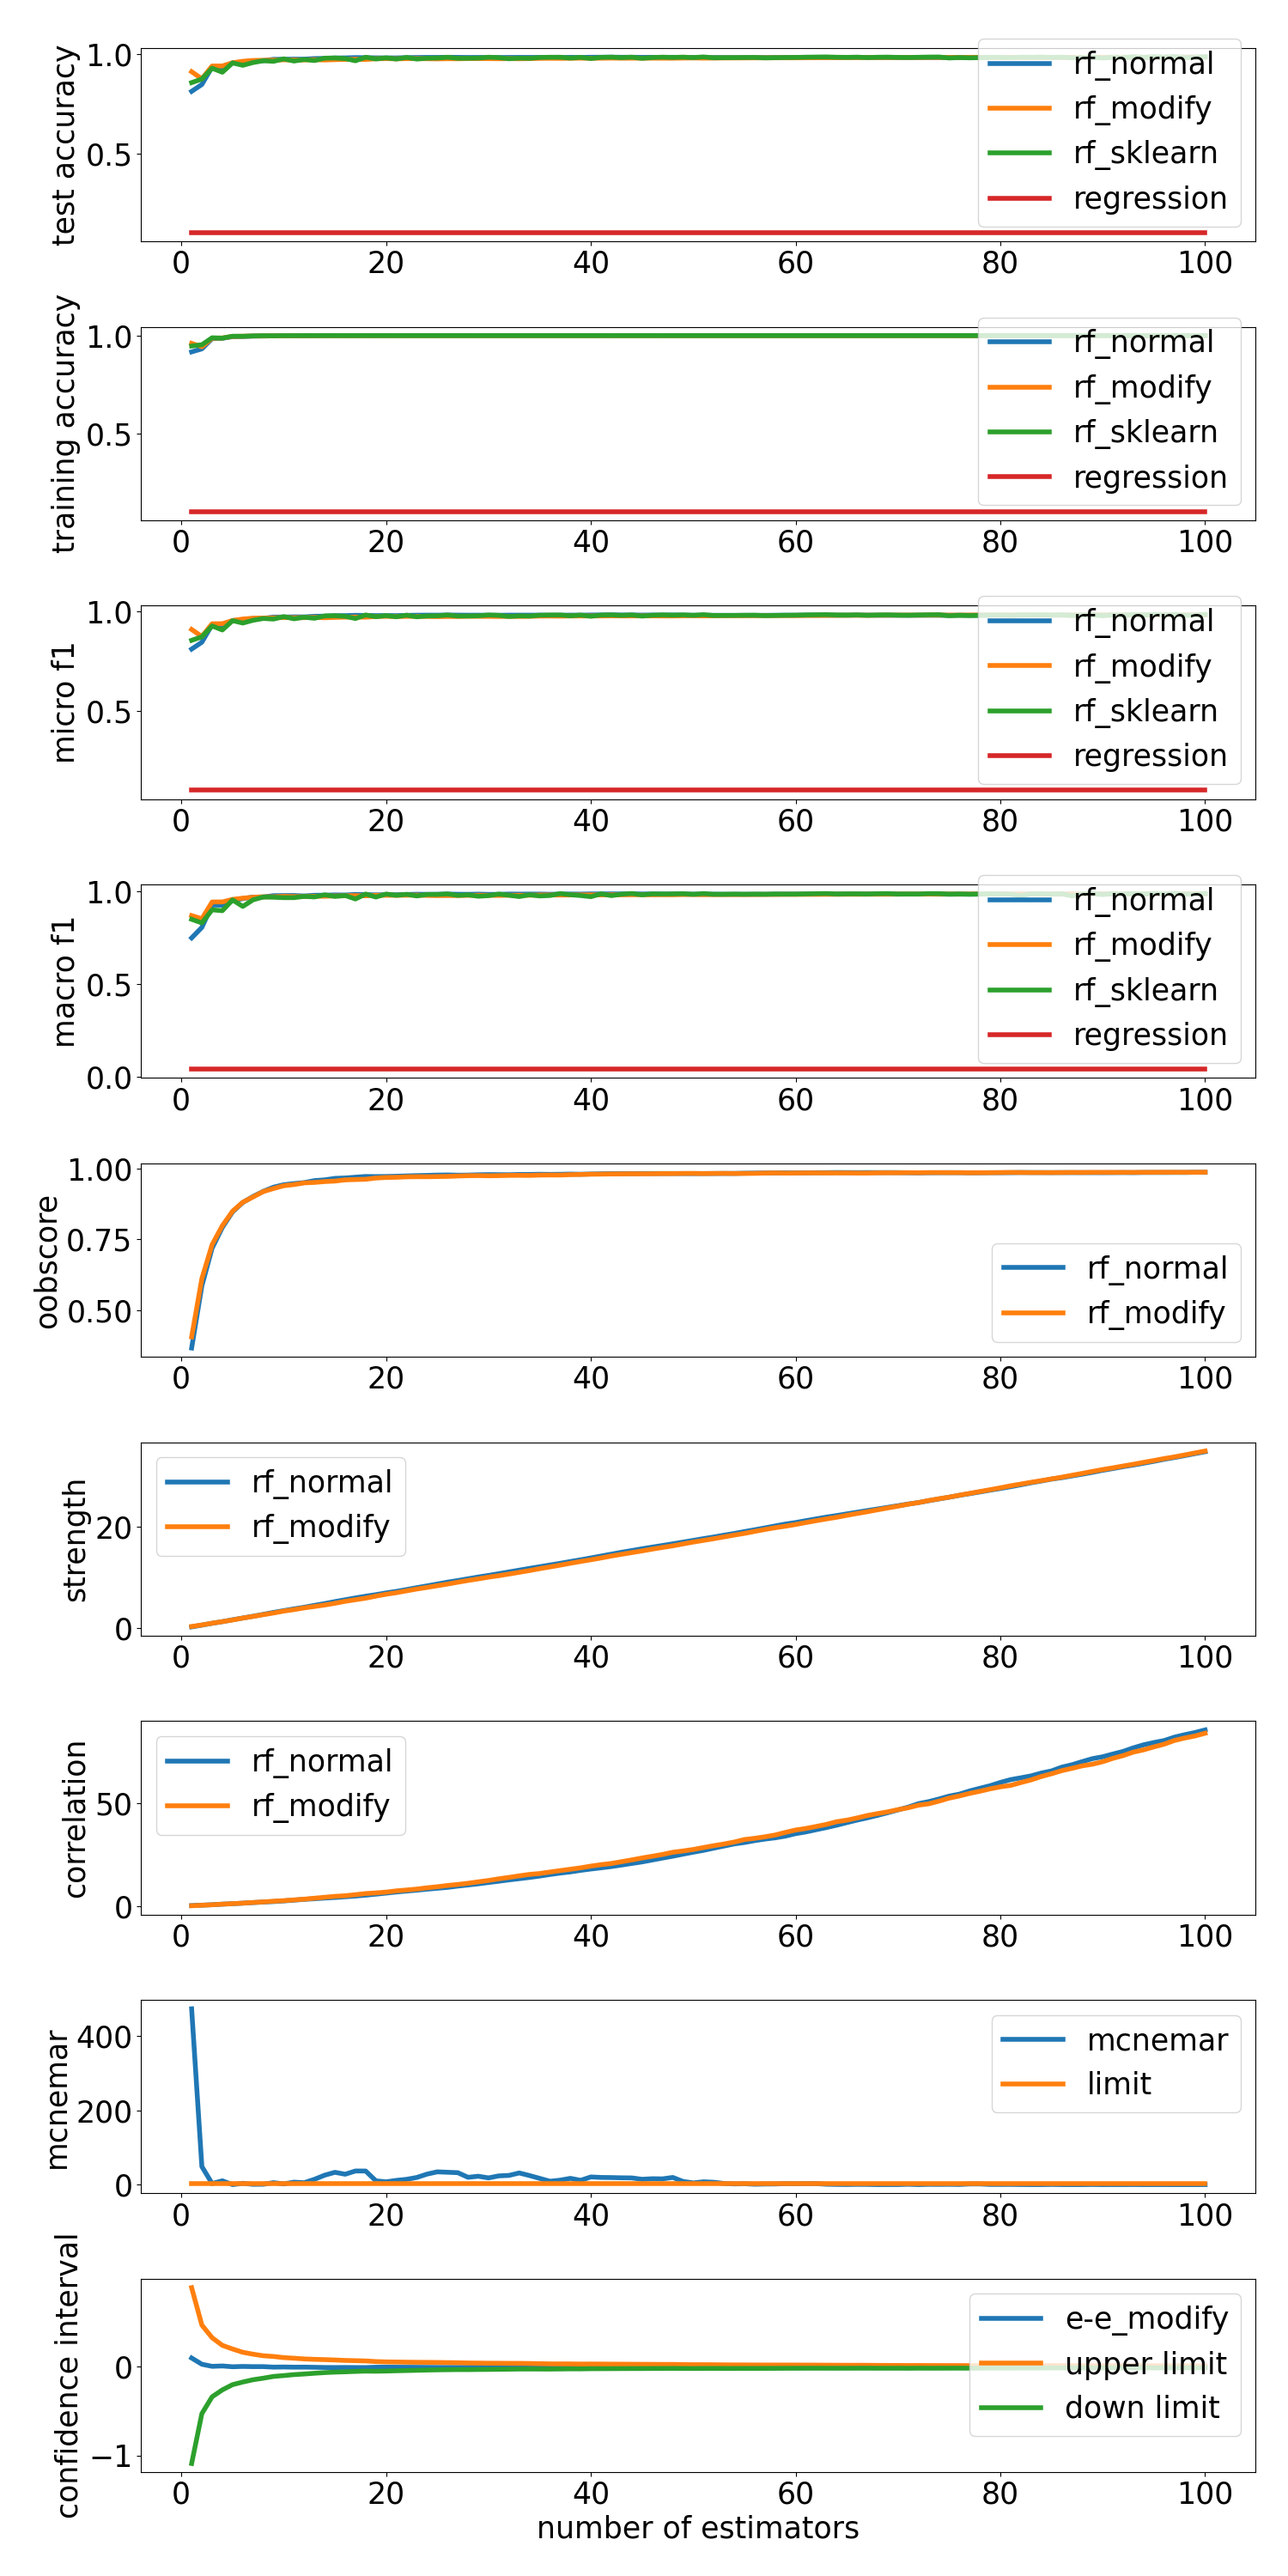 test accuracy
1.0
0.5
rf_normal
rf_modify
rf_sklearn
regression
0 20 40 60 80 100
training accuracy
1.0
0.5
rf_normal
rf_modify
rf_sklearn
regression
0 20 40 60 80 100
micro f1
1.0
0.5
rf_normal
rf_modify
rf_sklearn
regression
0 20 40 60 80 100
macro f1
1.0
0.5
0.0
rf_normal
rf_modify
rf_sklearn
regression
0 20 40 60 80 100
oobscore
1.00
0.75
0.50
rf_normal
rf_modify
0 20 40 60 80 100
strength
20
0
rf_normal
rf_modify
0 20 40 60 80 100
correlation
50
0
rf_normal
rf_modify
0 20 40 60 80 100
mcnemar
400
200
0
mcnemar
limit
0 20 40 60 80 100
confidence interval
0
−1
e-e_modify
upper limit
down limit
0 20 40 60 80 100
number of estimators